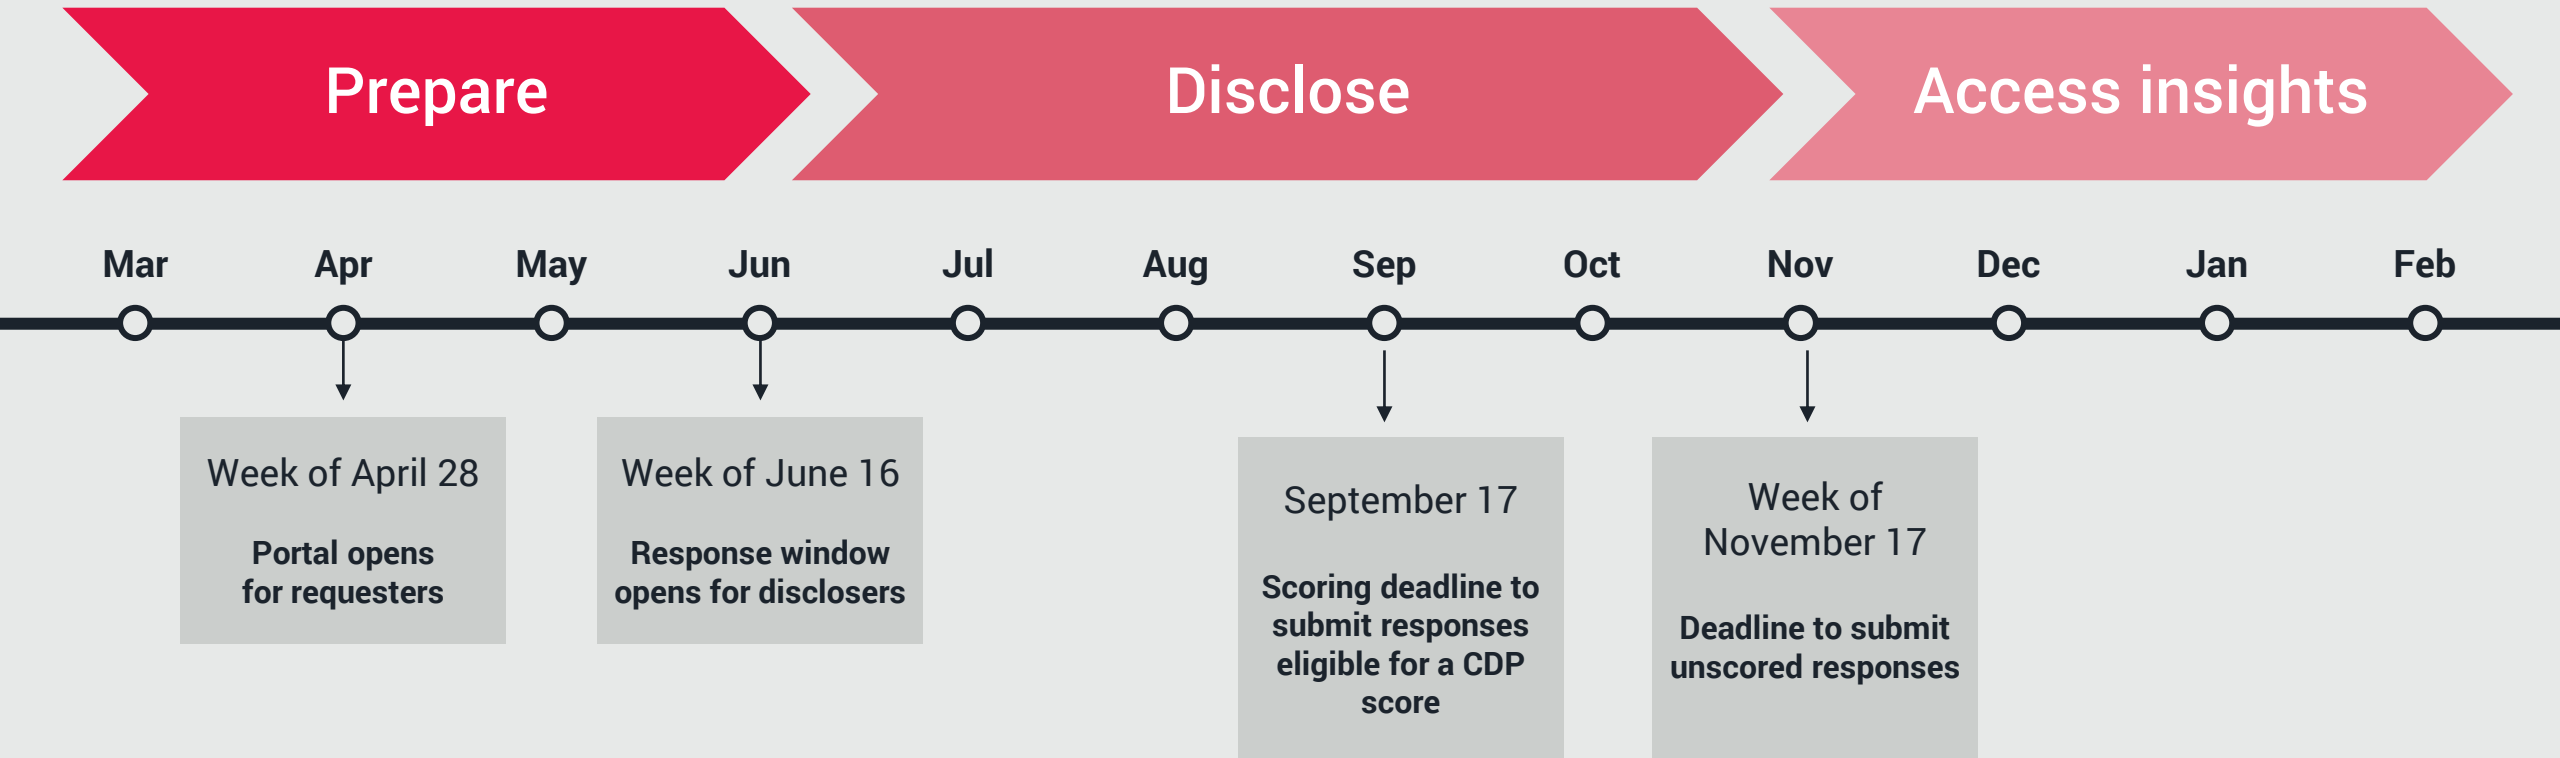 Prepare
Disclose
Access insights
Mar
Apr
May
Jun
Jul
Aug
Sep
Oct
Nov
Dec
Jan
Feb
Week of April 28
Portal opens
for requesters
Week of June 16
Response window
opens for disclosers
September 17
Scoring deadline to
submit responses
eligible for a CDP
score
Week of
November 17
Deadline to submit
unscored responses